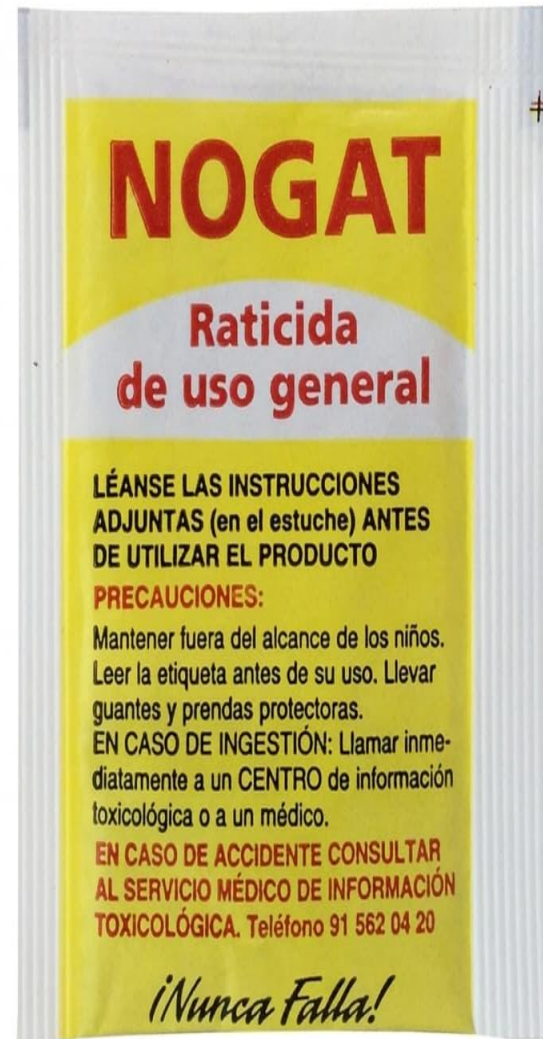 NOGAT
Raticida
de uso general
LÉANSE LAS INSTRUCCIONES
ADJUNTAS (en el estuche) ANTES
DE UTILIZAR EL PRODUCTO
PRECAUCIONES:
Mantener fuera del alcance de los niños.
Leer la etiqueta antes de su uso. Llevar
guantes y prendas protectoras.
EN CASO DE INGESTIÓN: Llamar inme-
diatamente a un CENTRO de información
toxicológica o a un médico.
EN CASO DE ACCIDENTE CONSULTAR
AL SERVICIO MÉDICO DE INFORMACIÓN
TOXICOLÓGICA. Teléfono 91 562 04 20
¡Nunca Falla!